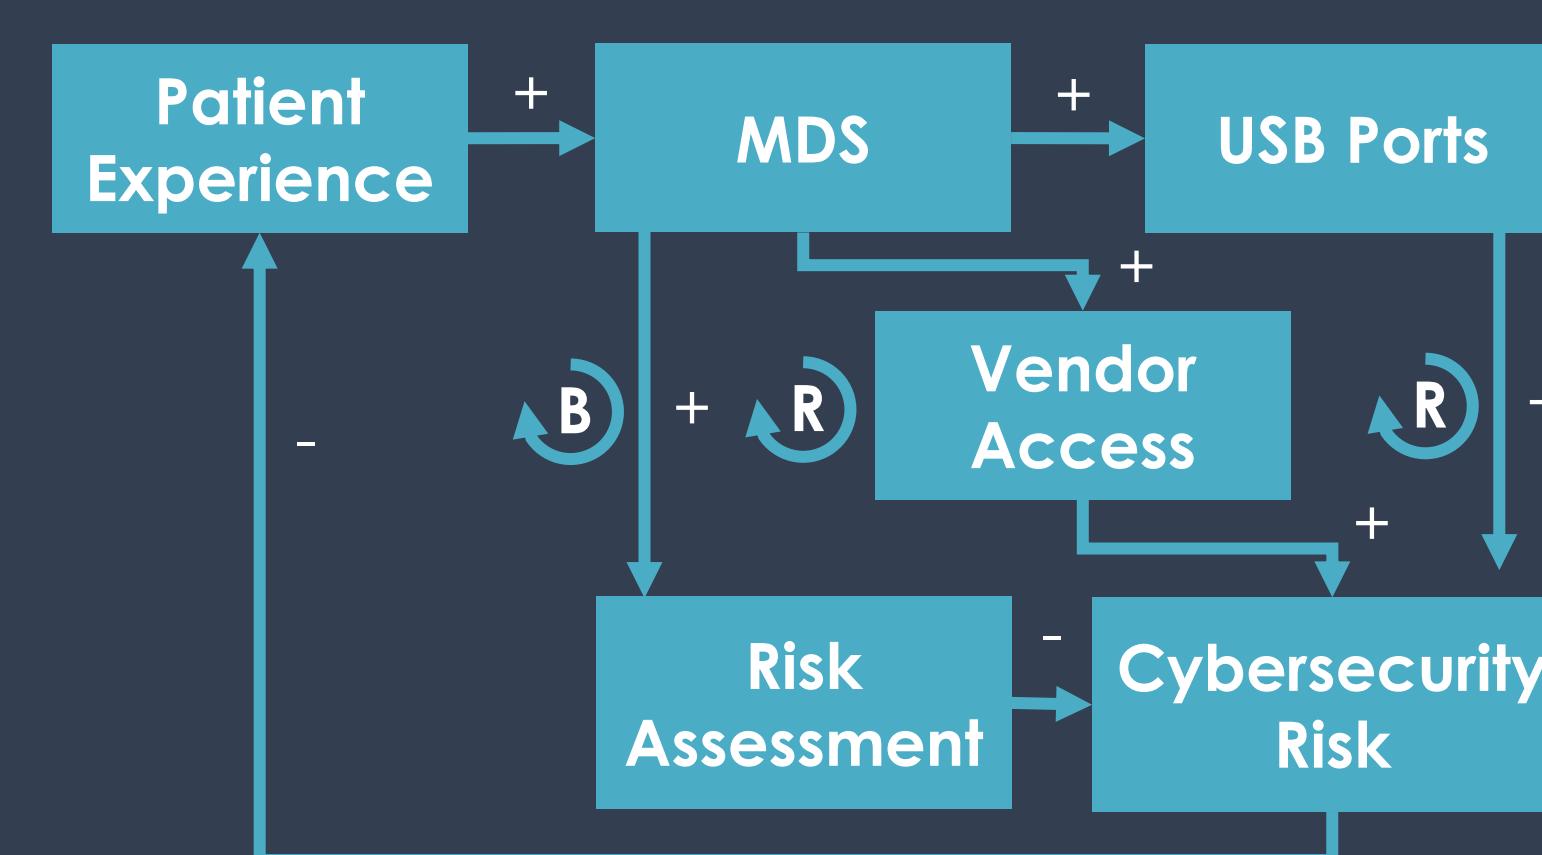 Patient
Experience
+
MDS
+
USB Ports
+
Vendor
Access
B
+
R
R
-
-
+
Risk
Assessment
-
Cybersecurity
Risk